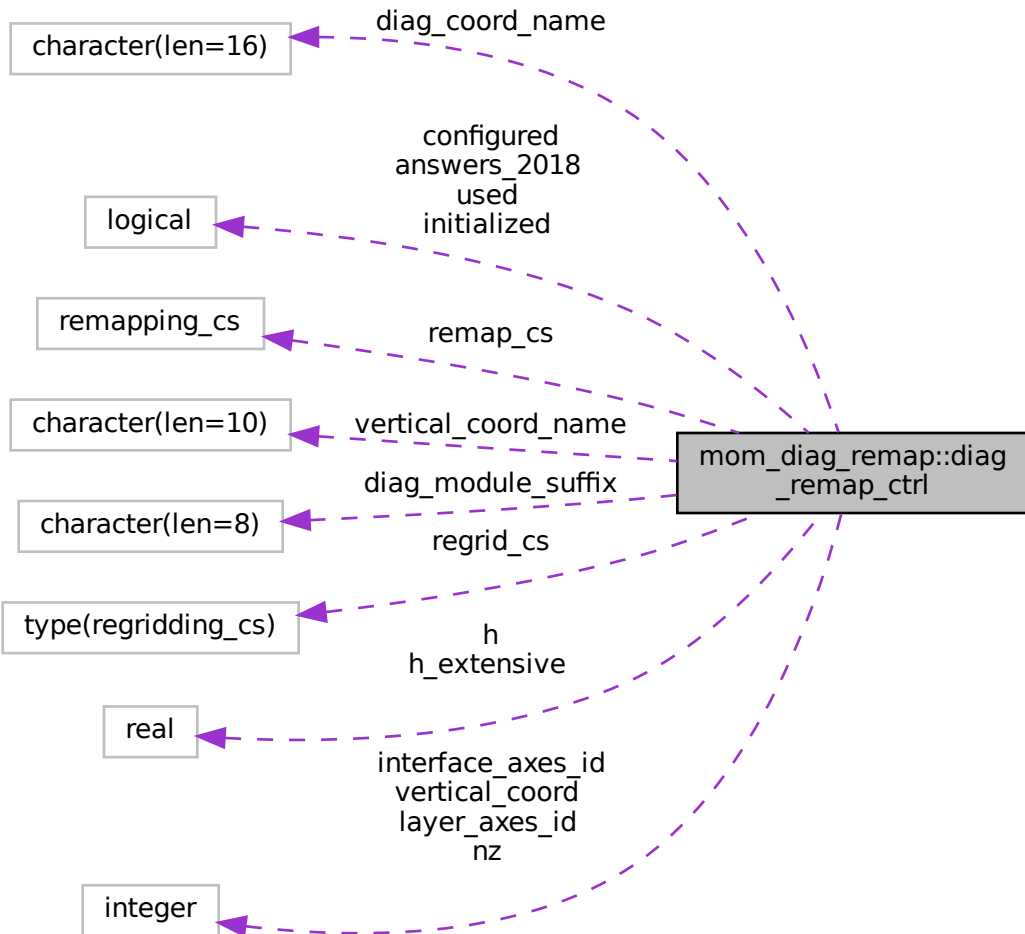 diag_coord_name
character(len=16)
configured
answers_2018
used
initialized
logical
remapping_cs
remap_cs
character(len=10)
vertical_coord_name
mom_diag_remap::diag
_remap_ctrl
diag_module_suffix
character(len=8)
regrid_cs
type(regridding_cs)
h
h_extensive
real
interface_axes_id
vertical_coord
layer_axes_id
nz
integer